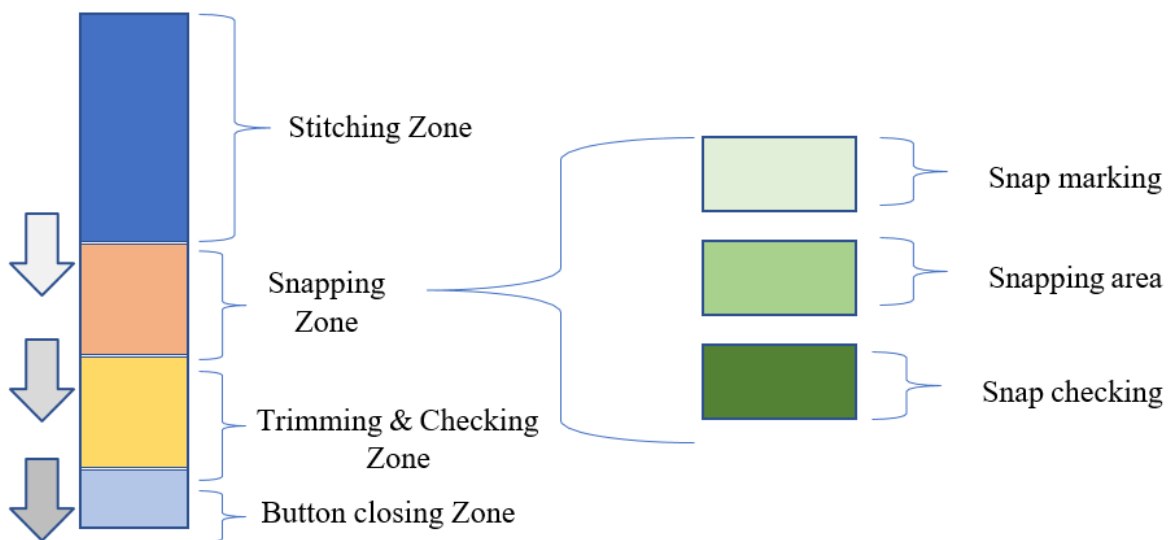 Stitching Zone
Snapping
Zone
Trimming & Checking
Zone
Button closing Zone
Snap marking
Snapping area
Snap checking